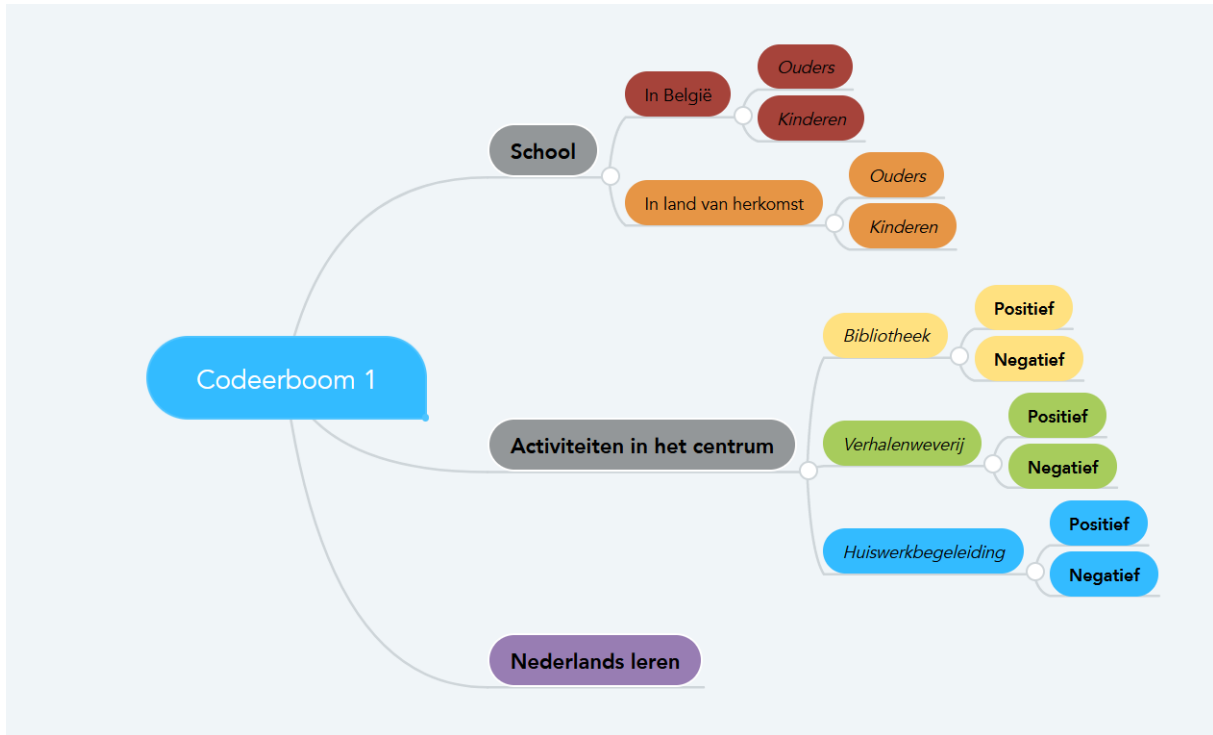 Codeerboom 1
School
In België
Ouders
Kinderen
In land van herkomst
Ouders
Kinderen
Activiteiten in het centrum
Bibliotheek
Positief
Negatief
Verhalenweverij
Positief
Negatief
Huiswerkbegeleiding
Positief
Negatief
Nederlands leren